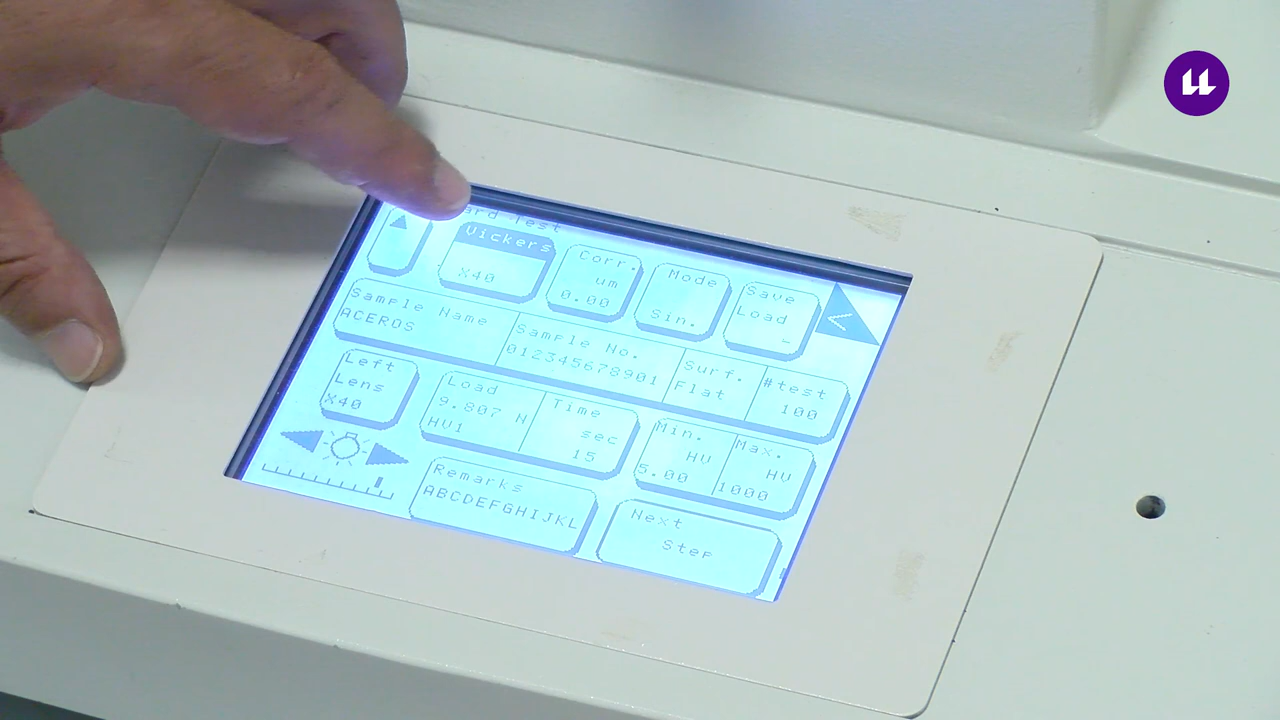 Test
Vickers
X40
Corr.
um
0.00
Mode
Sin.
Save
Load
<
Sample Name
ACEROS
Sample No.
012345678901
Surf.
Flat
#test
100
Left
Lens
X40
Load
9.807 N
HV1
Time
sec
15
Min.
HV
5.00
Max.
HV
1000
Remarks
ABCDEFGHIJKL
Next
Step